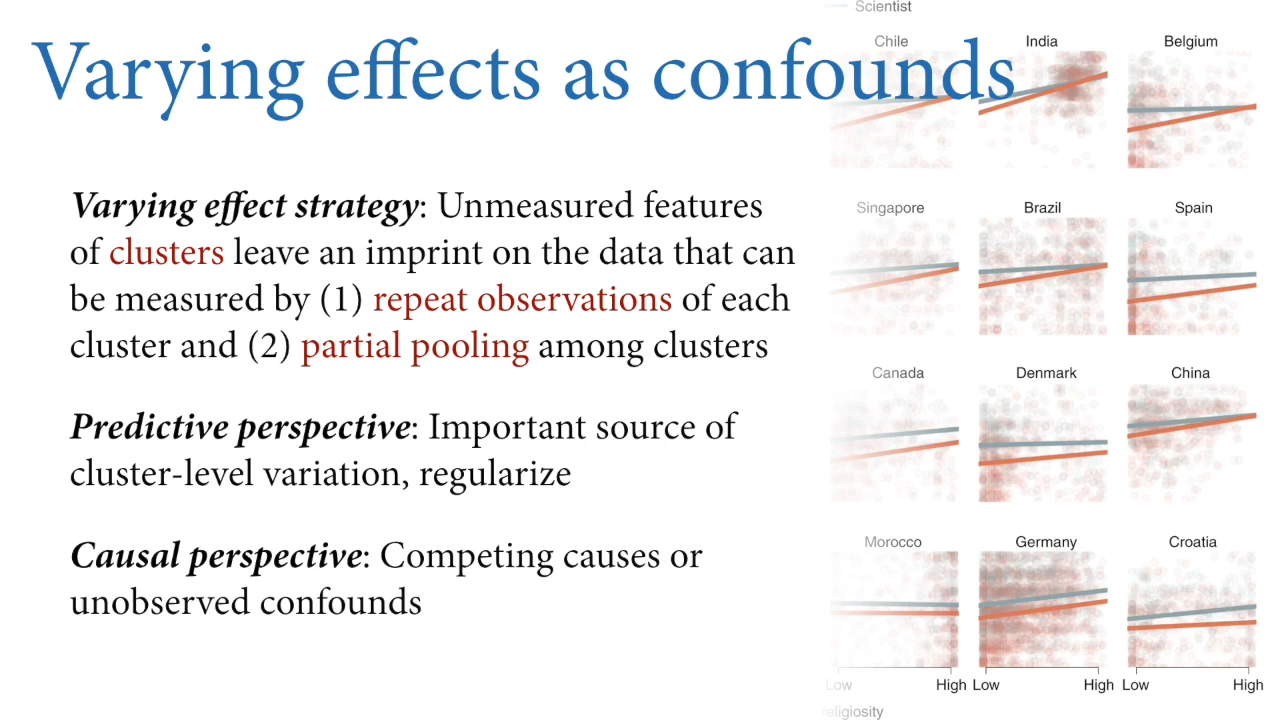 Scientist
Varying effects as confounds
Chile India Belgium
Varying effect strategy: Unmeasured features
of clusters leave an imprint on the data that can
be measured by (1) repeat observations of each
cluster and (2) partial pooling among clusters
Singapore Brazil Spain
Predictive perspective: Important source of
cluster-level variation, regularize
Canada Denmark China
Causal perspective: Competing causes or
unobserved confounds
Morocco Germany Croatia
Low High Low High Low High
religiosity